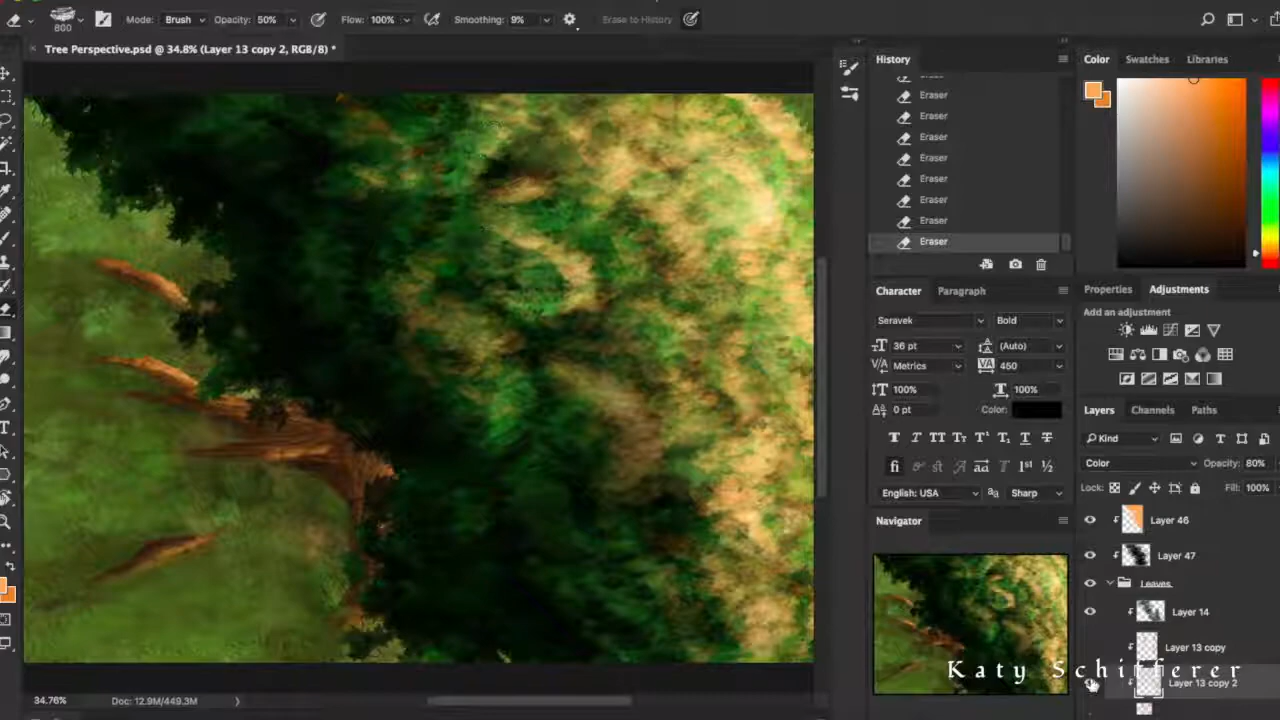 800
Mode: Brush Opacity: 50% Flow: 100% Smoothing: 9% Erase to History
× Tree Perspective.psd @ 34.8% (Layer 13 copy 2, RGB/8) *
History
Eraser
Eraser
Eraser
Eraser
Eraser
Eraser
Eraser
Eraser
Eraser
Character Paragraph
Seravek Bold
36 pt (Auto)
Metrics 460
100% 100%
0 pt Color:
English: USA Sharp
Navigator
Color Swatches Libraries
Properties Adjustments
Add an adjustment
Layers Channels Paths
Kind
Color Opacity: 80%
Lock: Fill: 100%
Layer 46
Layer 47
Leaves
Layer 14
Layer 13 copy
Layer 13 copy 2
Katy Schifferer
34.76% Doc: 12.9M/449.3M